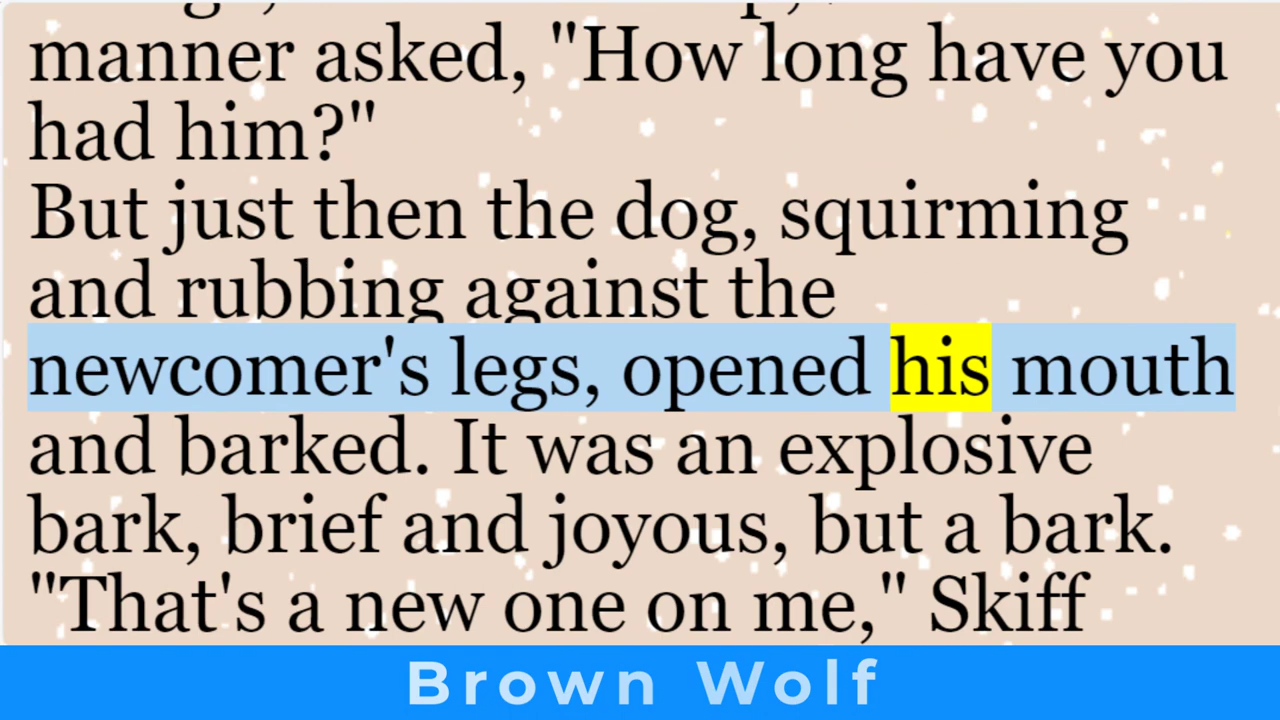 manner asked, "How long have you
had him?"
But just then the dog, squirming
and rubbing against the
newcomer's legs, opened his mouth
and barked. It was an explosive
bark, brief and joyous, but a bark.
"That's a new one on me," Skiff
Brown Wolf